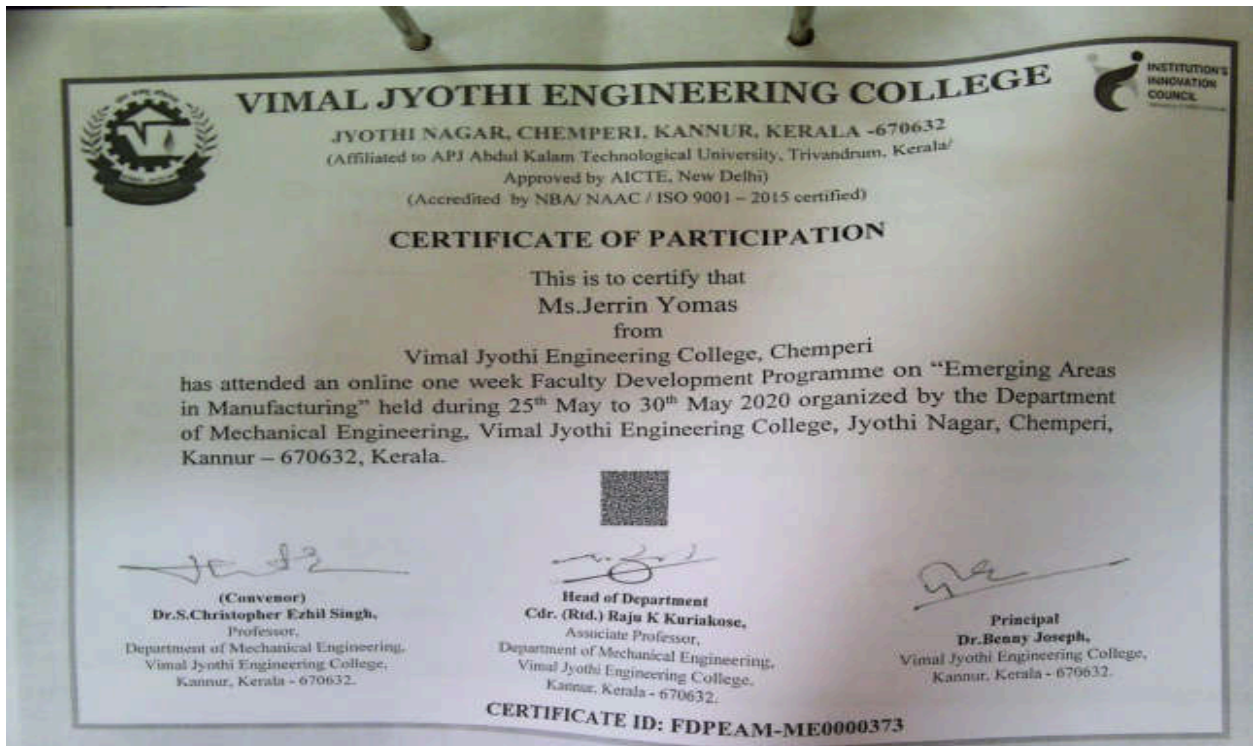 VIMAL JYOTHI ENGINEERING COLLEGE
INSTITUTION'S
INNOVATION
COUNCIL
JYOTHI NAGAR, CHEMPERI, KANNUR, KERALA -670632
(Affiliated to APJ Abdul Kalam Technological University, Trivandrum, Kerala/
Approved by AICTE, New Delhi)
(Accredited by NBA/ NAAC / ISO 9001 – 2015 certified)
CERTIFICATE OF PARTICIPATION
This is to certify that
Ms.Jerrin Yomas
from
Vimal Jyothi Engineering College, Chemperi
has attended an online one week Faculty Development Programme on “Emerging Areas
in Manufacturing” held during 25th May to 30th May 2020 organized by the Department
of Mechanical Engineering, Vimal Jyothi Engineering College, Jyothi Nagar, Chemperi,
Kannur – 670632, Kerala.
(Convenor)
Dr.S.Christopher Ezhil Singh,
Professor,
Department of Mechanical Engineering,
Vimal Jyothi Engineering College,
Kannur, Kerala - 670632.
Head of Department
Cdr. (Rtd.) Raju K Kuriakose,
Associate Professor,
Department of Mechanical Engineering,
Vimal Jyothi Engineering College,
Kannur, Kerala - 670632.
Principal
Dr.Benny Joseph,
Vimal Jyothi Engineering College,
Kannur, Kerala - 670632.
CERTIFICATE ID: FDPEAM-ME0000373